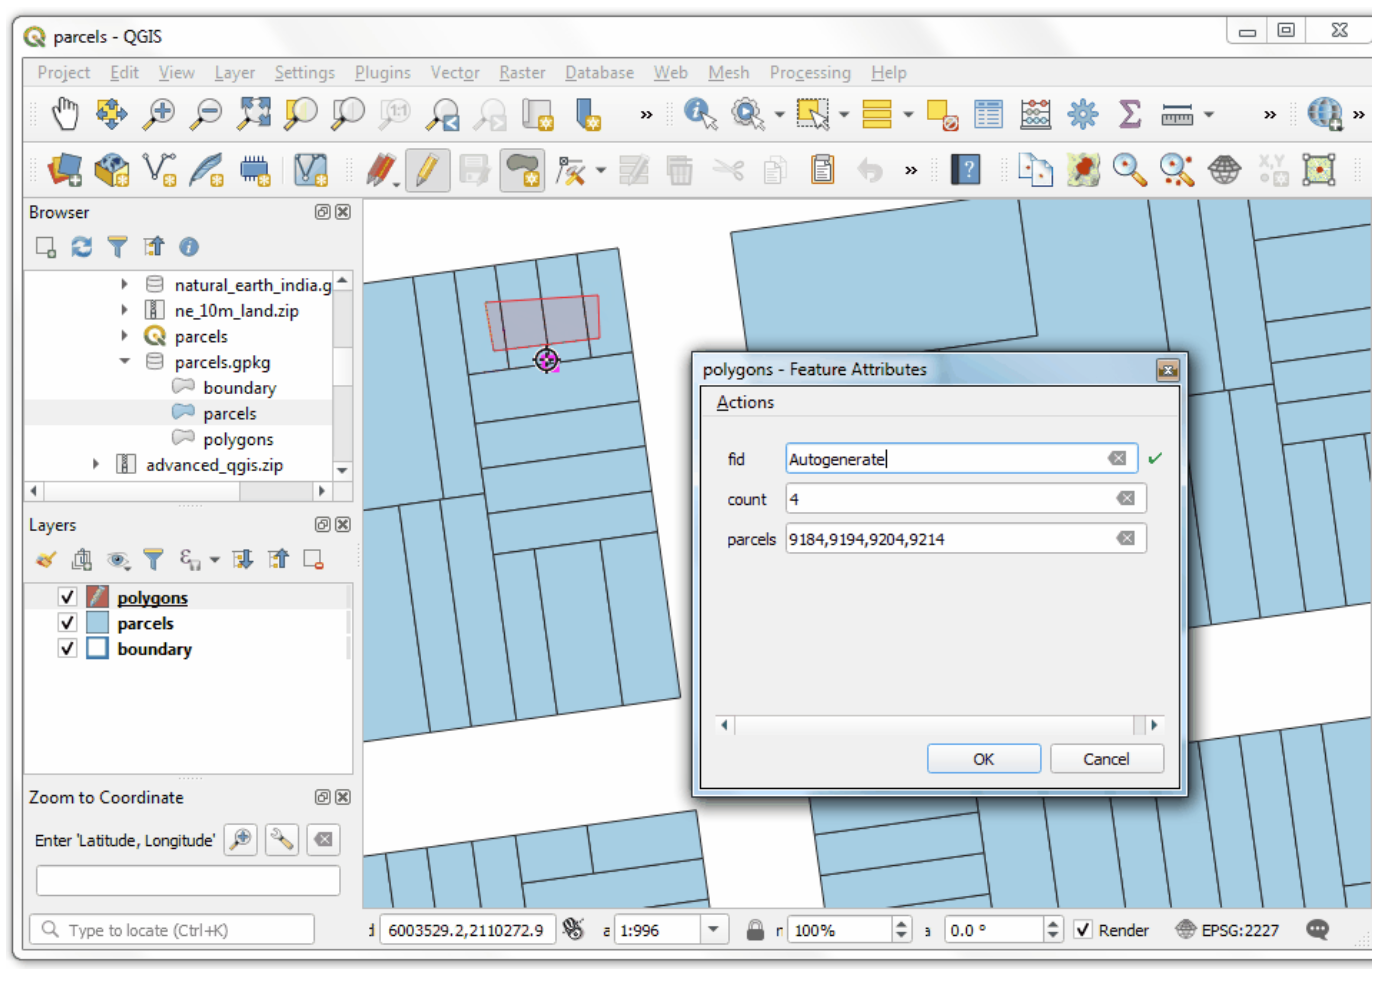 parcels - QGIS
Project Edit View Layer Settings Plugins Vector Raster Database Web Mesh Processing Help
1:1
» » »
» ? X,Y
Browser
natural_earth_india.g
ne_10m_land.zip
parcels
parcels.gpkg
boundary
parcels
polygons
advanced_qgis.zip
Layers
polygons
parcels
boundary
Zoom to Coordinate
Enter 'Latitude, Longitude'
polygons - Feature Attributes
Actions
fid Autogenerate
count 4
parcels 9184,9194,9204,9214
OK Cancel
Type to locate (Ctrl+K) 6003529.2,2110272.9 1:996 100% 0.0 ° Render EPSG:2227